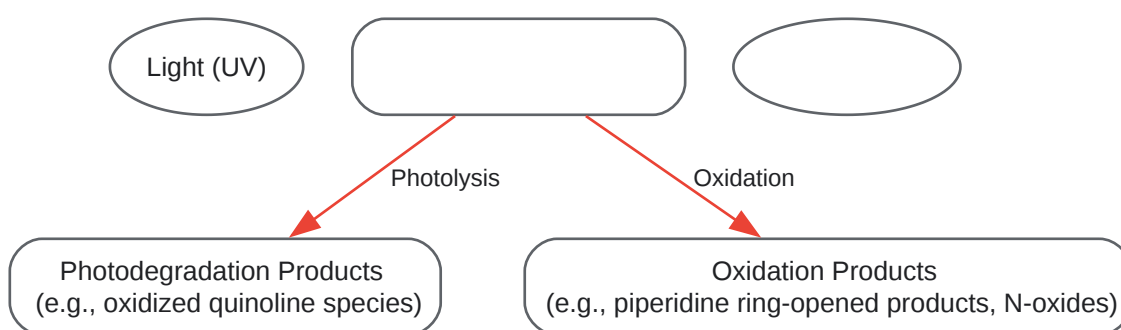 Light (UV)
Photolysis
Oxidation
Photodegradation Products
(e.g., oxidized quinoline species)
Oxidation Products
(e.g., piperidine ring-opened products, N-oxides)